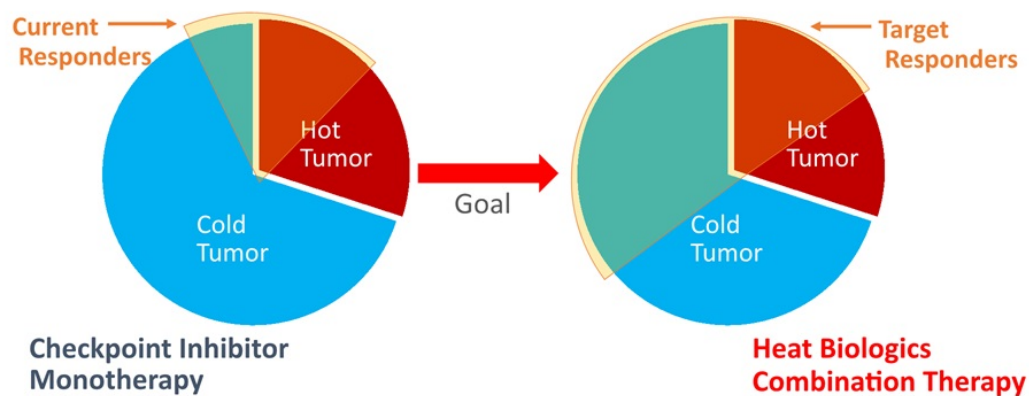 Current
Responders
Hot
Tumor
Cold
Tumor
Checkpoint Inhibitor
Monotherapy
Goal
Target
Responders
Hot
Tumor
Cold
Tumor
Heat Biologics
Combination Therapy